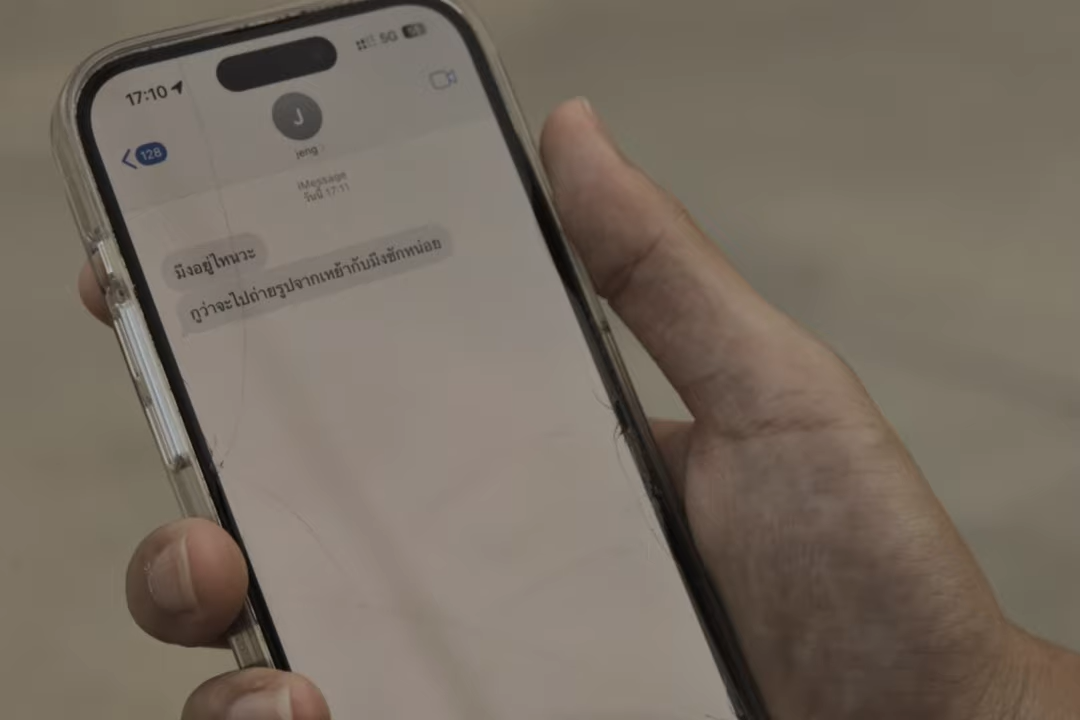 17:10
5G
128
J
jeng
iMessage
วันนี้ 17:11
มึงอยู่ไหนวะ
กูว่าจะไปถ่ายรูปจากเหย้ากับมึงซักหน่อย